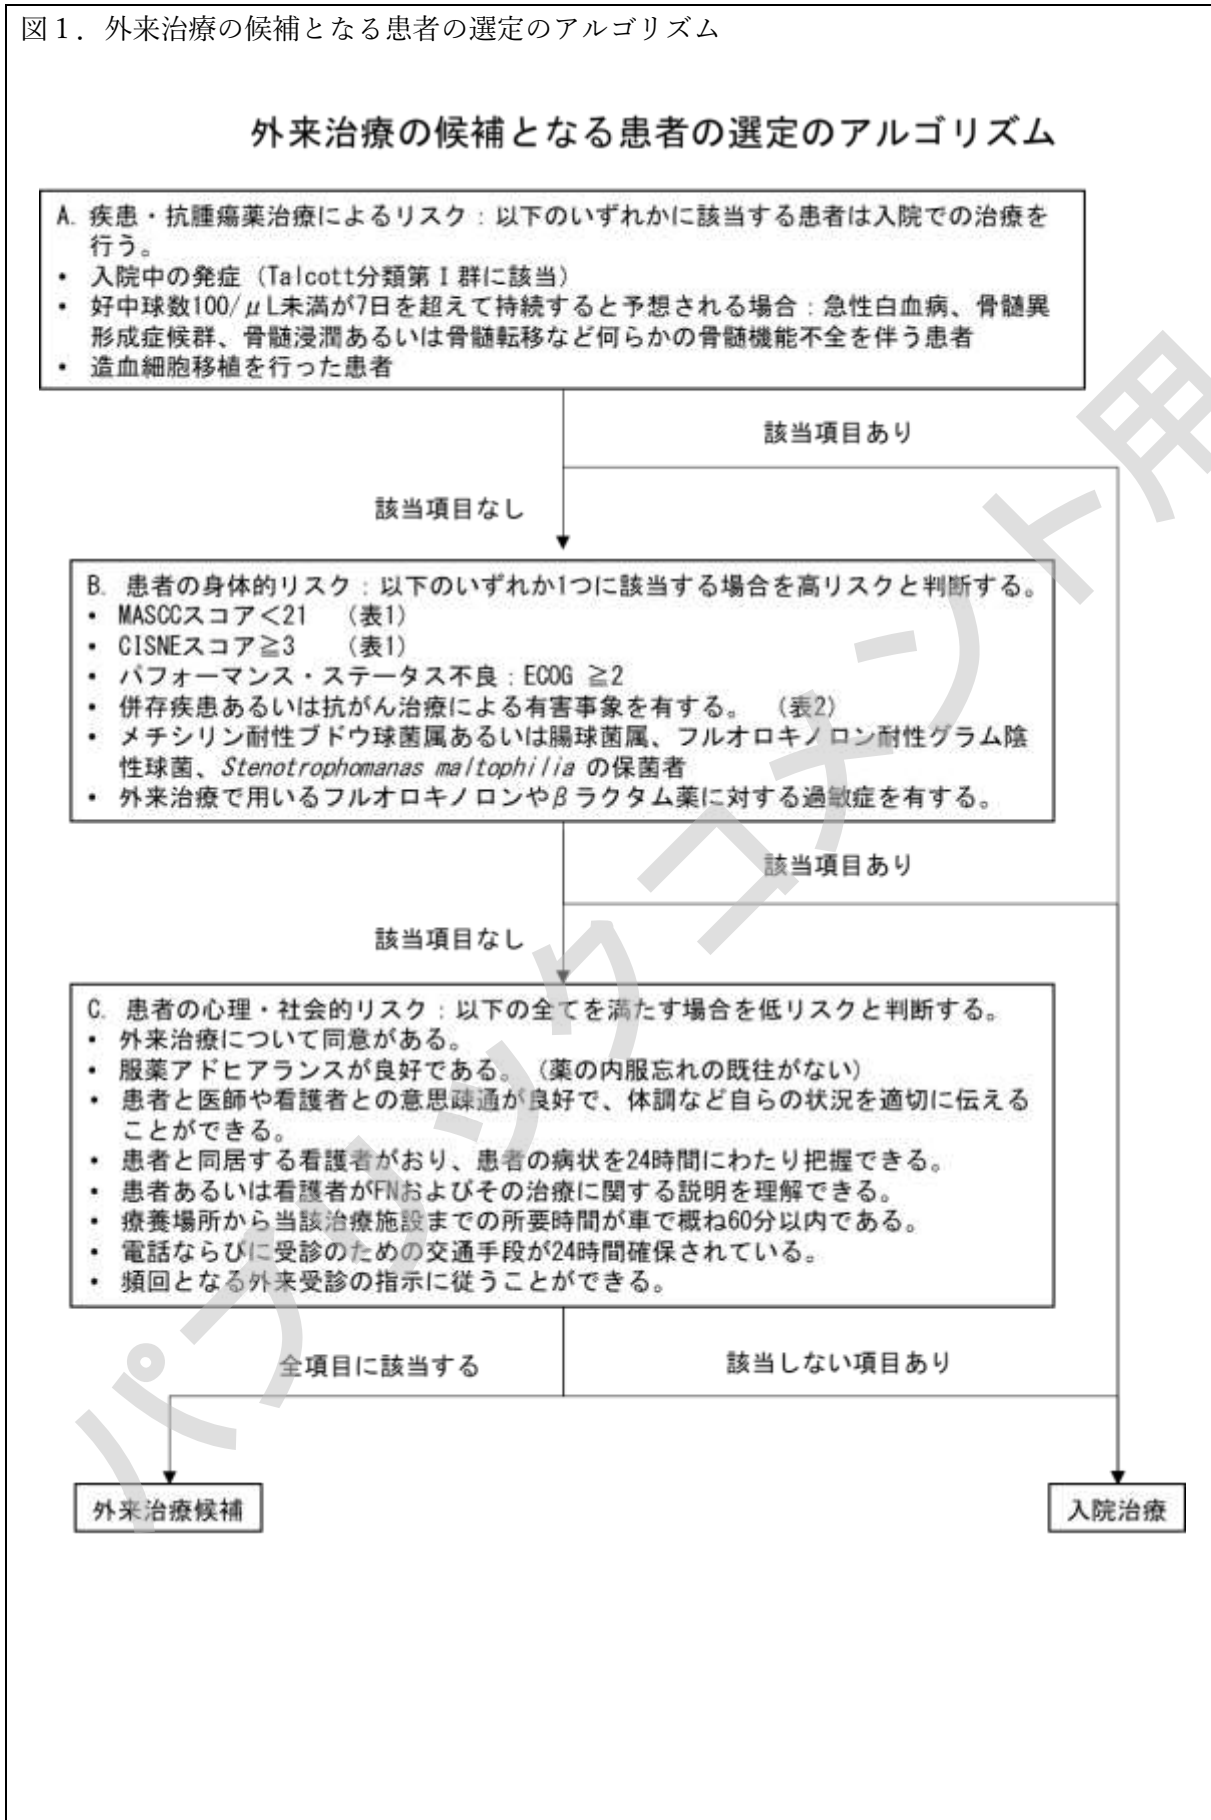 図１．外来治療の候補となる患者の選定のアルゴリズム
外来治療の候補となる患者の選定のアルゴリズム
A. 疾患・抗腫瘍薬治療によるリスク：以下のいずれかに該当する患者は入院での治療を
行う。
• 入院中の発症（Talcott分類第Ⅰ群に該当）
• 好中球数100/μL未満が7日を超えて持続すると予想される場合：急性白血病、骨髄異
形成症候群、骨髄浸潤あるいは骨髄転移など何らかの骨髄機能不全を伴う患者
• 造血細胞移植を行った患者
該当項目あり
該当項目なし
B. 患者の身体的リスク：以下のいずれか1つに該当する場合を高リスクと判断する。
• MASCCスコア＜21 （表1）
• CISNEスコア≧3 （表1）
• パフォーマンス・ステータス不良：ECOG ≧2
• 併存疾患あるいは抗がん治療による有害事象を有する。 （表2）
• メチシリン耐性ブドウ球菌属あるいは腸球菌属、フルオロキノロン耐性グラム陰
性球菌、Stenotrophomanas maltophilia の保菌者
• 外来治療で用いるフルオロキノロンやβラクタム薬に対する過敏症を有する。
該当項目あり
該当項目なし
C. 患者の心理・社会的リスク：以下の全てを満たす場合を低リスクと判断する。
• 外来治療について同意がある。
• 服薬アドヒアランスが良好である。（薬の内服忘れの既往がない）
• 患者と医師や看護者との意思疎通が良好で、体調など自らの状況を適切に伝える
ことができる。
• 患者と同居する看護者がおり、患者の病状を24時間にわたり把握できる。
• 患者あるいは看護者がFNおよびその治療に関する説明を理解できる。
• 療養場所から当該治療施設までの所要時間が車で概ね60分以内である。
• 電話ならびに受診のための交通手段が24時間確保されている。
• 頻回となる外来受診の指示に従うことができる。
全項目に該当する
該当しない項目あり
外来治療候補
入院治療
パブリックコメント用